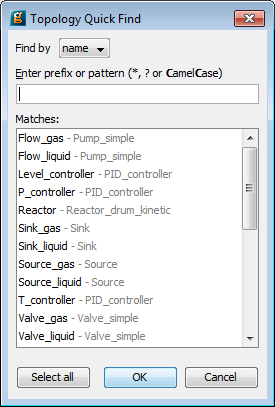 Topology Quick Find
Find by name
Enter prefix or pattern (*, ? or CamelCase)
Matches:
Flow_gas - Pump_simple
Flow_liquid - Pump_simple
Level_controller - PID_controller
P_controller - PID_controller
Reactor - Reactor_drum_kinetic
Sink_gas - Sink
Sink_liquid - Sink
Source_gas - Source
Source_liquid - Source
T_controller - PID_controller
Valve_gas - Valve_simple
Valve_liquid - Valve_simple
Select all OK Cancel